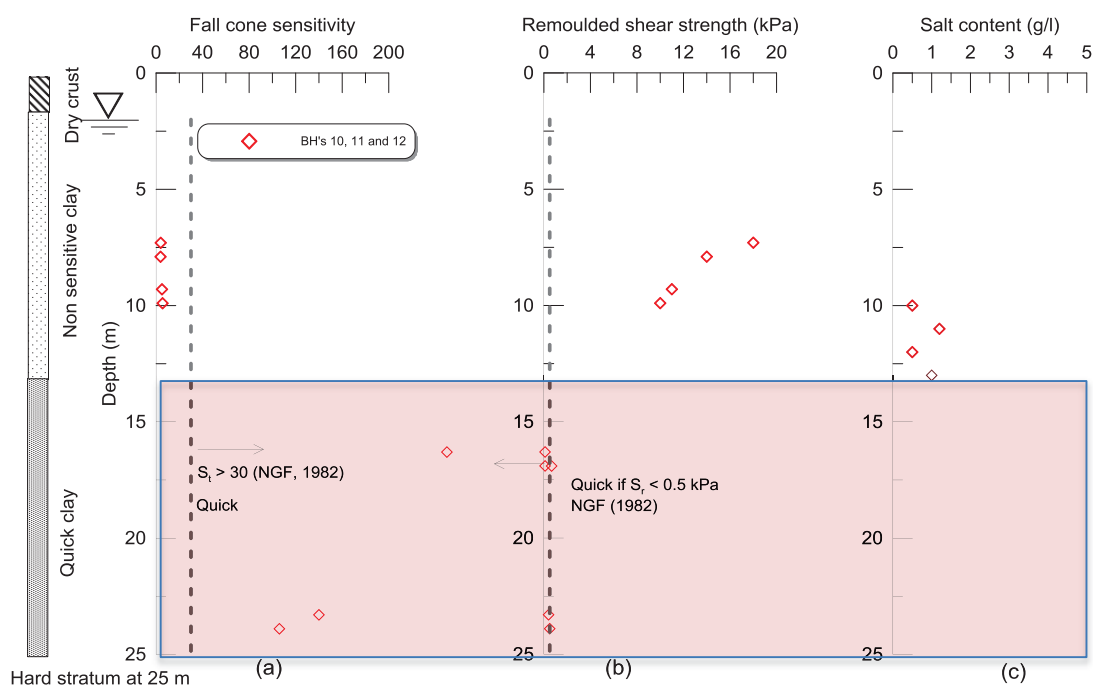 Fall cone sensitivity
Remoulded shear strength (kPa)
Salt content (g/l)
0 40 80 120 160 200
0 4 8 12 16 20
0 1 2 3 4 5
0
5
10
15
20
25
0
5
10
15
20
25
0
5
10
15
20
25
Depth (m)
Dry crust
Non sensitive clay
Quick clay
BH's 10, 11 and 12
St > 30 (NGF, 1982)
Quick
Quick if Sr < 0.5 kPa
NGF (1982)
(a)
(b)
(c)
Hard stratum at 25 m